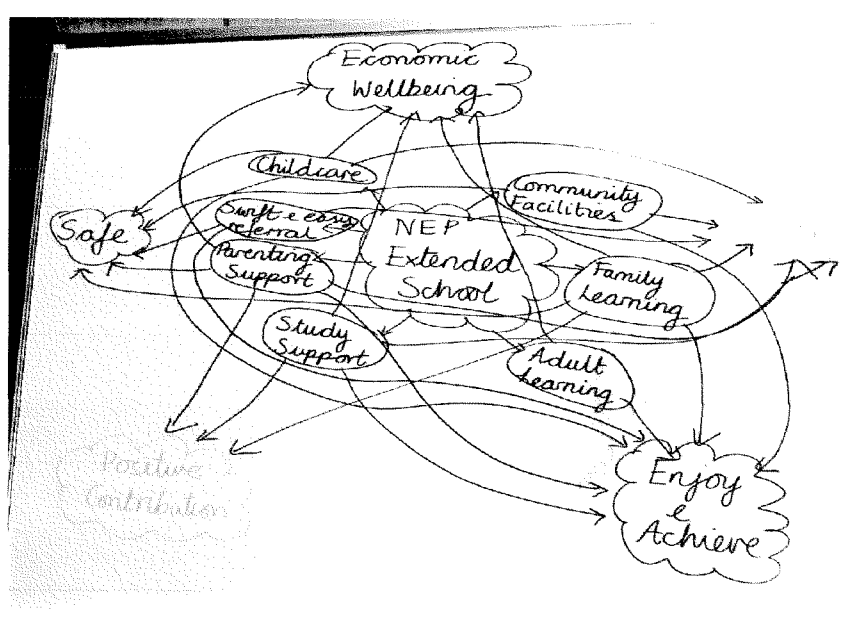 Economic
Wellbeing
Childcare
Community
Facilities
Safe
Swift e easy
referral
NEP
Extended
School
Parenting
Support
Family
Learning
Study
Support
Adult
Learning
Positive
Contribution
Enjoy
e
Achieve